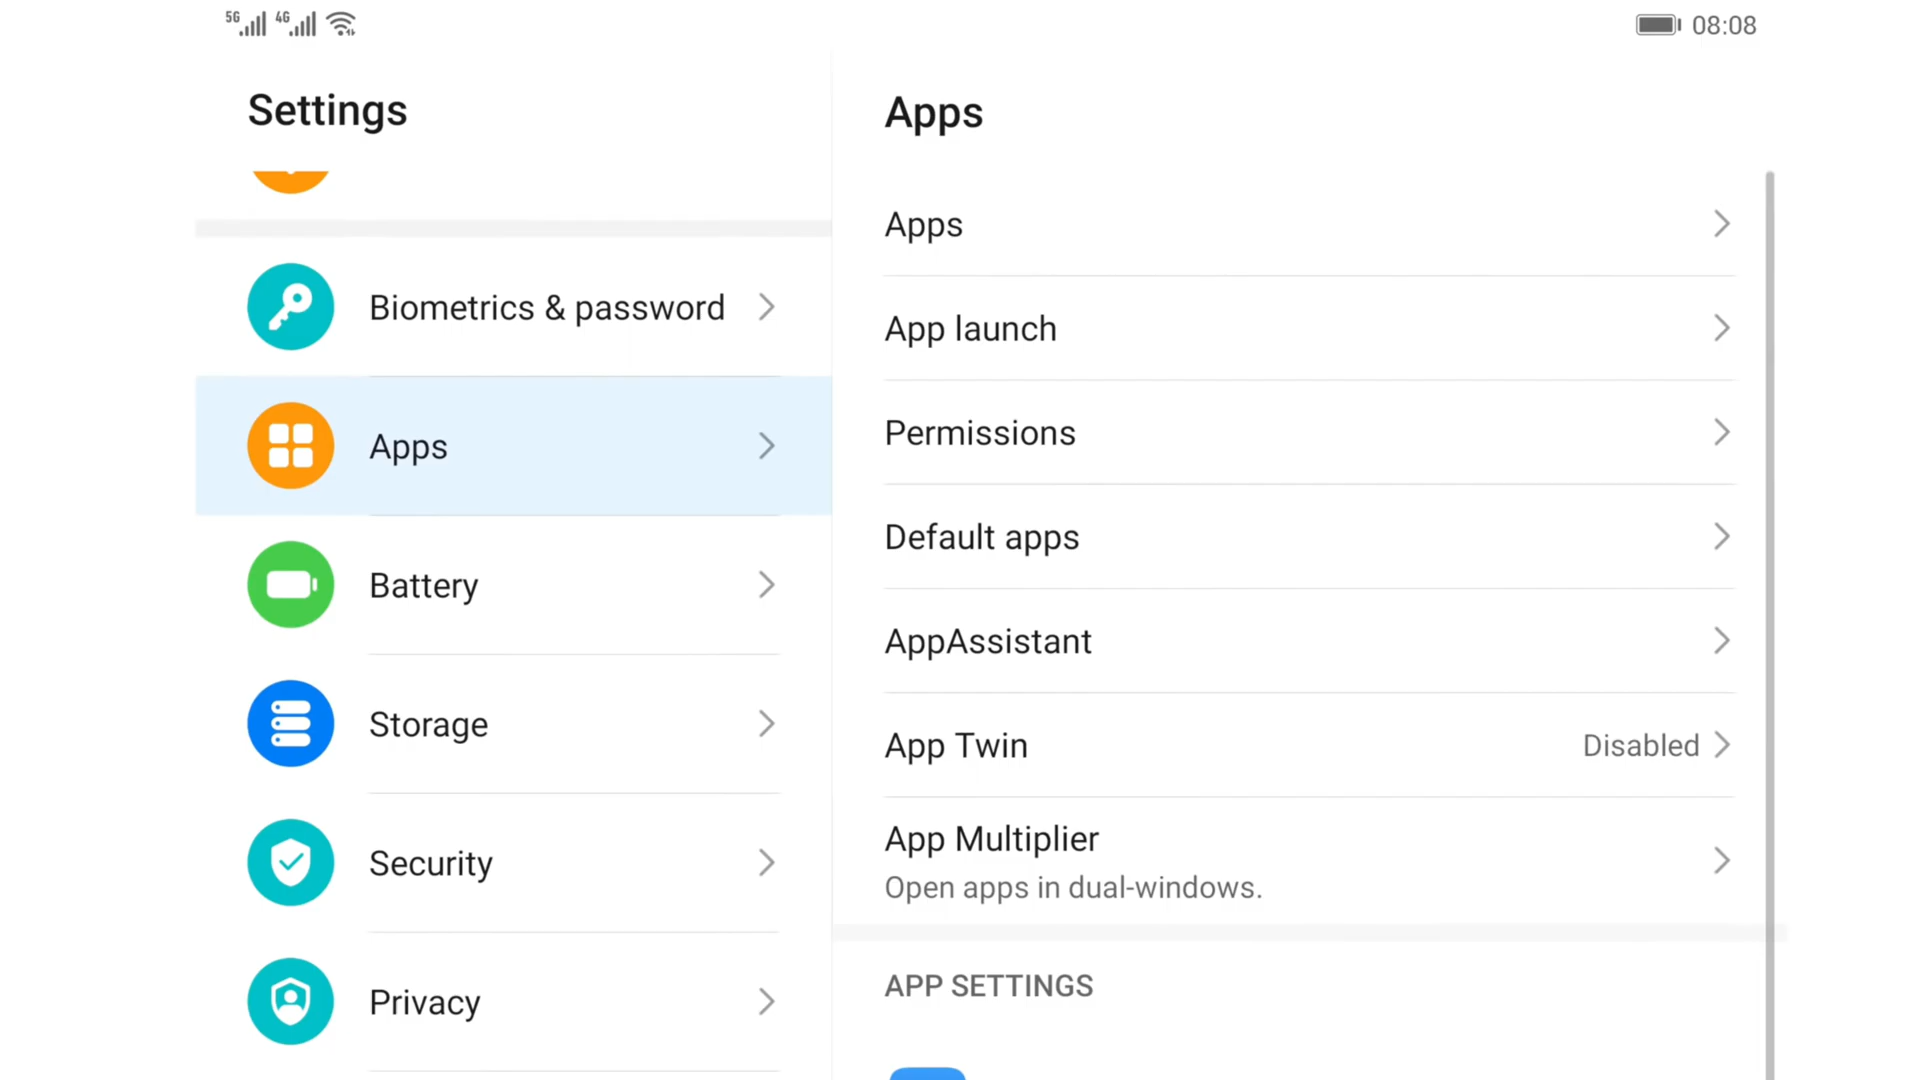 5G 4G 08:08
Settings
Biometrics & password
Apps
Battery
Storage
Security
Privacy
Apps
Apps
App launch
Permissions
Default apps
AppAssistant
App Twin Disabled
App Multiplier
Open apps in dual-windows.
APP SETTINGS